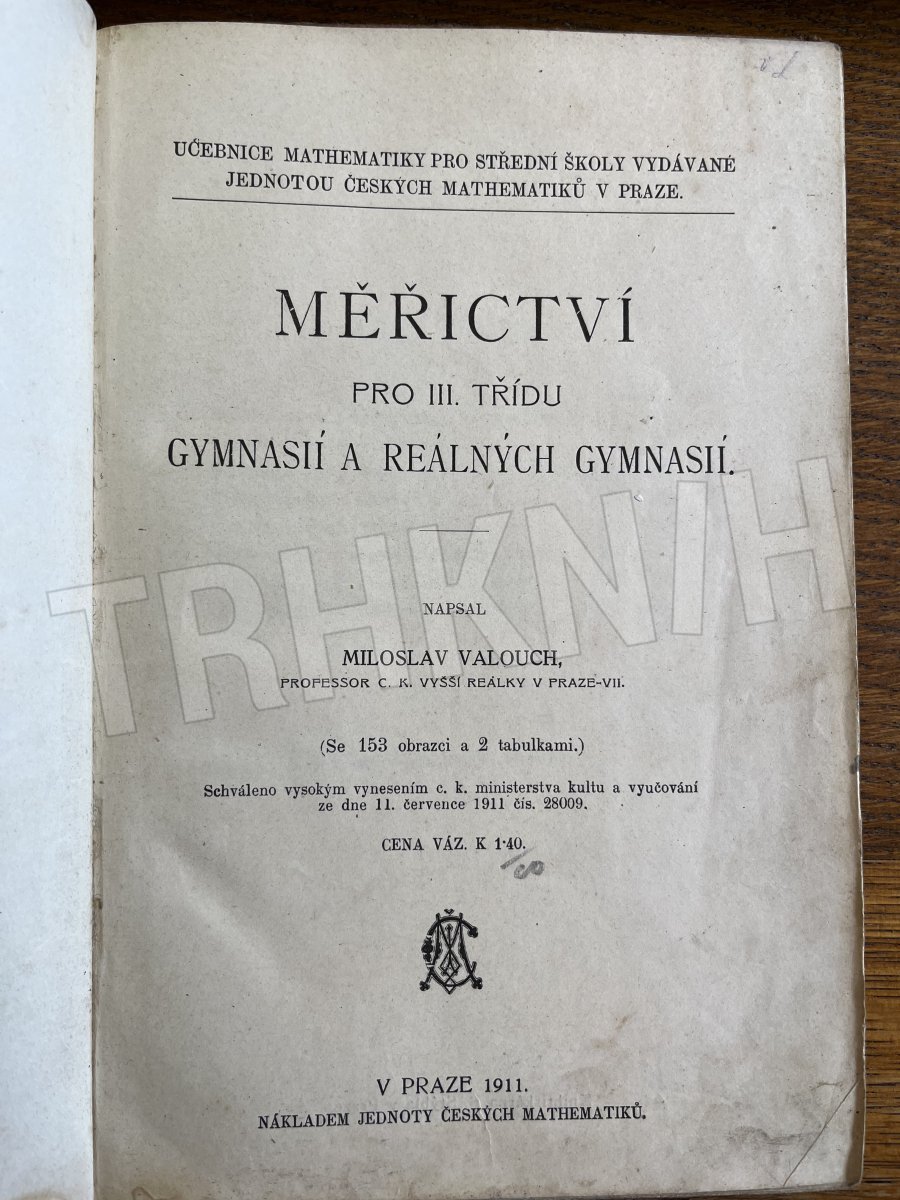 UČEBNICE MATHEMATIKY PRO STŘEDNÍ ŠKOLY VYDÁVANÉ
JEDNOTOU ČESKÝCH MATHEMATIKŮ V PRAZE.
MĚŘICTVÍ
PRO III. TŘÍDU
GYMNASIÍ A REÁLNÝCH GYMNASIÍ.
TRHKNIH
NAPSAL
MILOSLAV VALOUCH,
PROFESSOR C. K. VYŠŠÍ REÁLKY V PRAZE-VII.
(Se 153 obrazci a 2 tabulkami.)
Schváleno vysokým vynesením c. k. ministerstva kultu a vyučování
ze dne 11. července 1911 čís. 28009.
CENA VÁZ. K 1·40.
V PRAZE 1911.
NÁKLADEM JEDNOTY ČESKÝCH MATHEMATIKŮ.